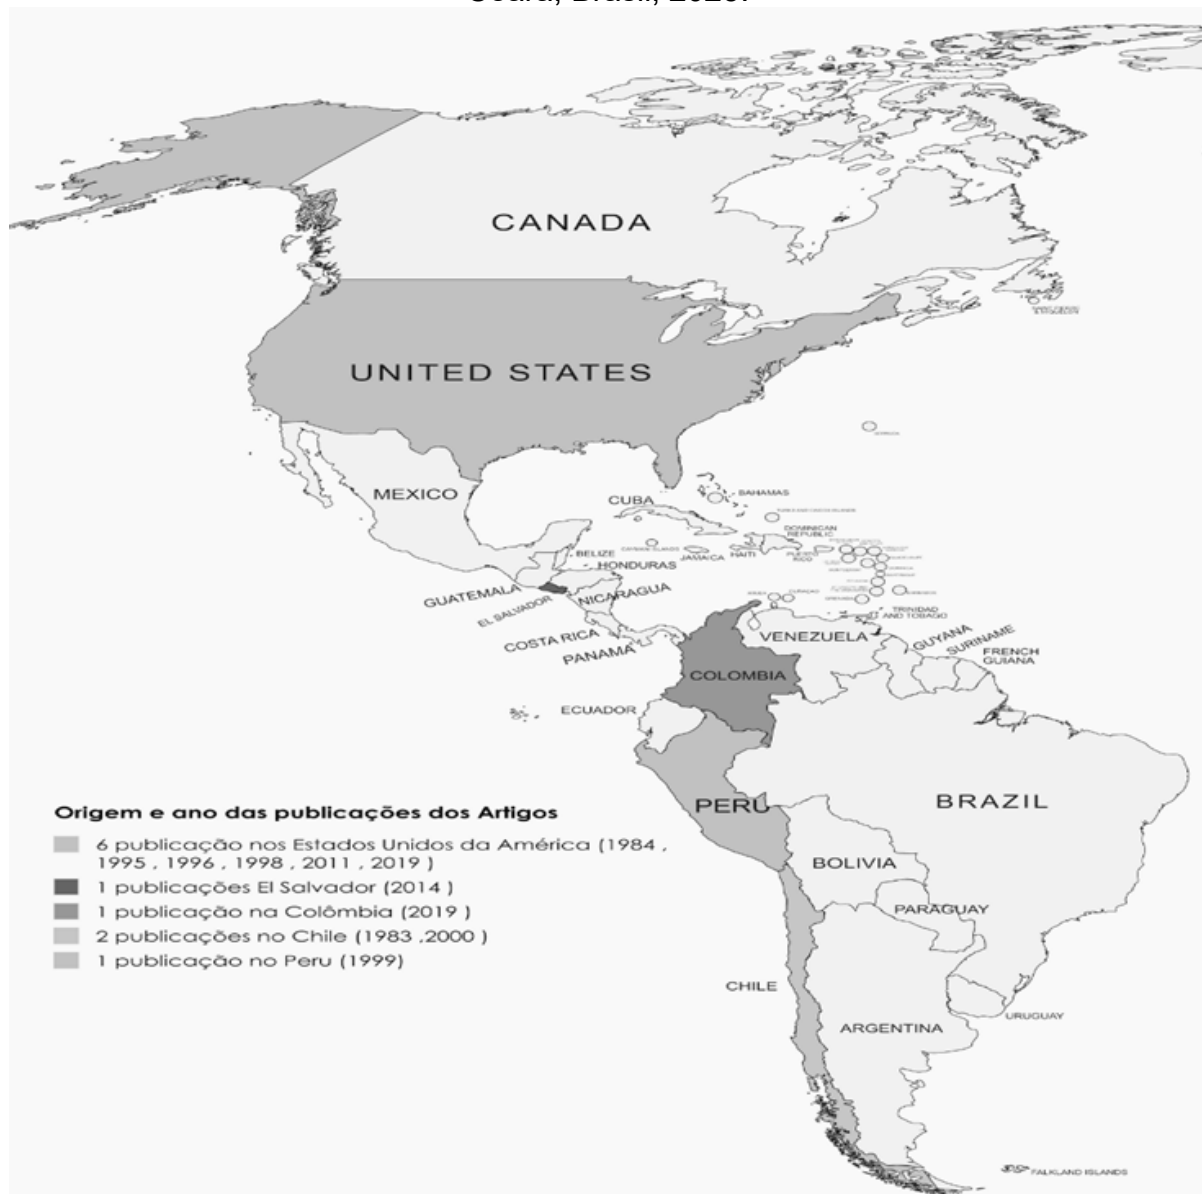 CANADA
UNITED STATES
MEXICO
CUBA
BAHAMAS
DOMINICAN
REPUBLIC
CAYMAN ISLANDS
JAMAICA
HAITI
PUERTO
RICO
BELIZE
HONDURAS
GUATEMALA
EL SALVADOR
NICARAGUA
COSTA RICA
PANAMA
TRINIDAD
AND TOBAGO
VENEZUELA
GUYANA
SURINAME
FRENCH
GUIANA
COLOMBIA
ECUADOR
PERU
BRAZIL
BOLIVIA
PARAGUAY
CHILE
ARGENTINA
URUGUAY
FALKLAND ISLANDS
Origem e ano das publicações dos Artigos
6 publicação nos Estados Unidos da América (1984 ,
1995 , 1996 , 1998 , 2011 , 2019 )
1 publicações El Salvador (2014 )
1 publicação na Colômbia (2019 )
2 publicações no Chile (1983 ,2000 )
1 publicação no Peru (1999)